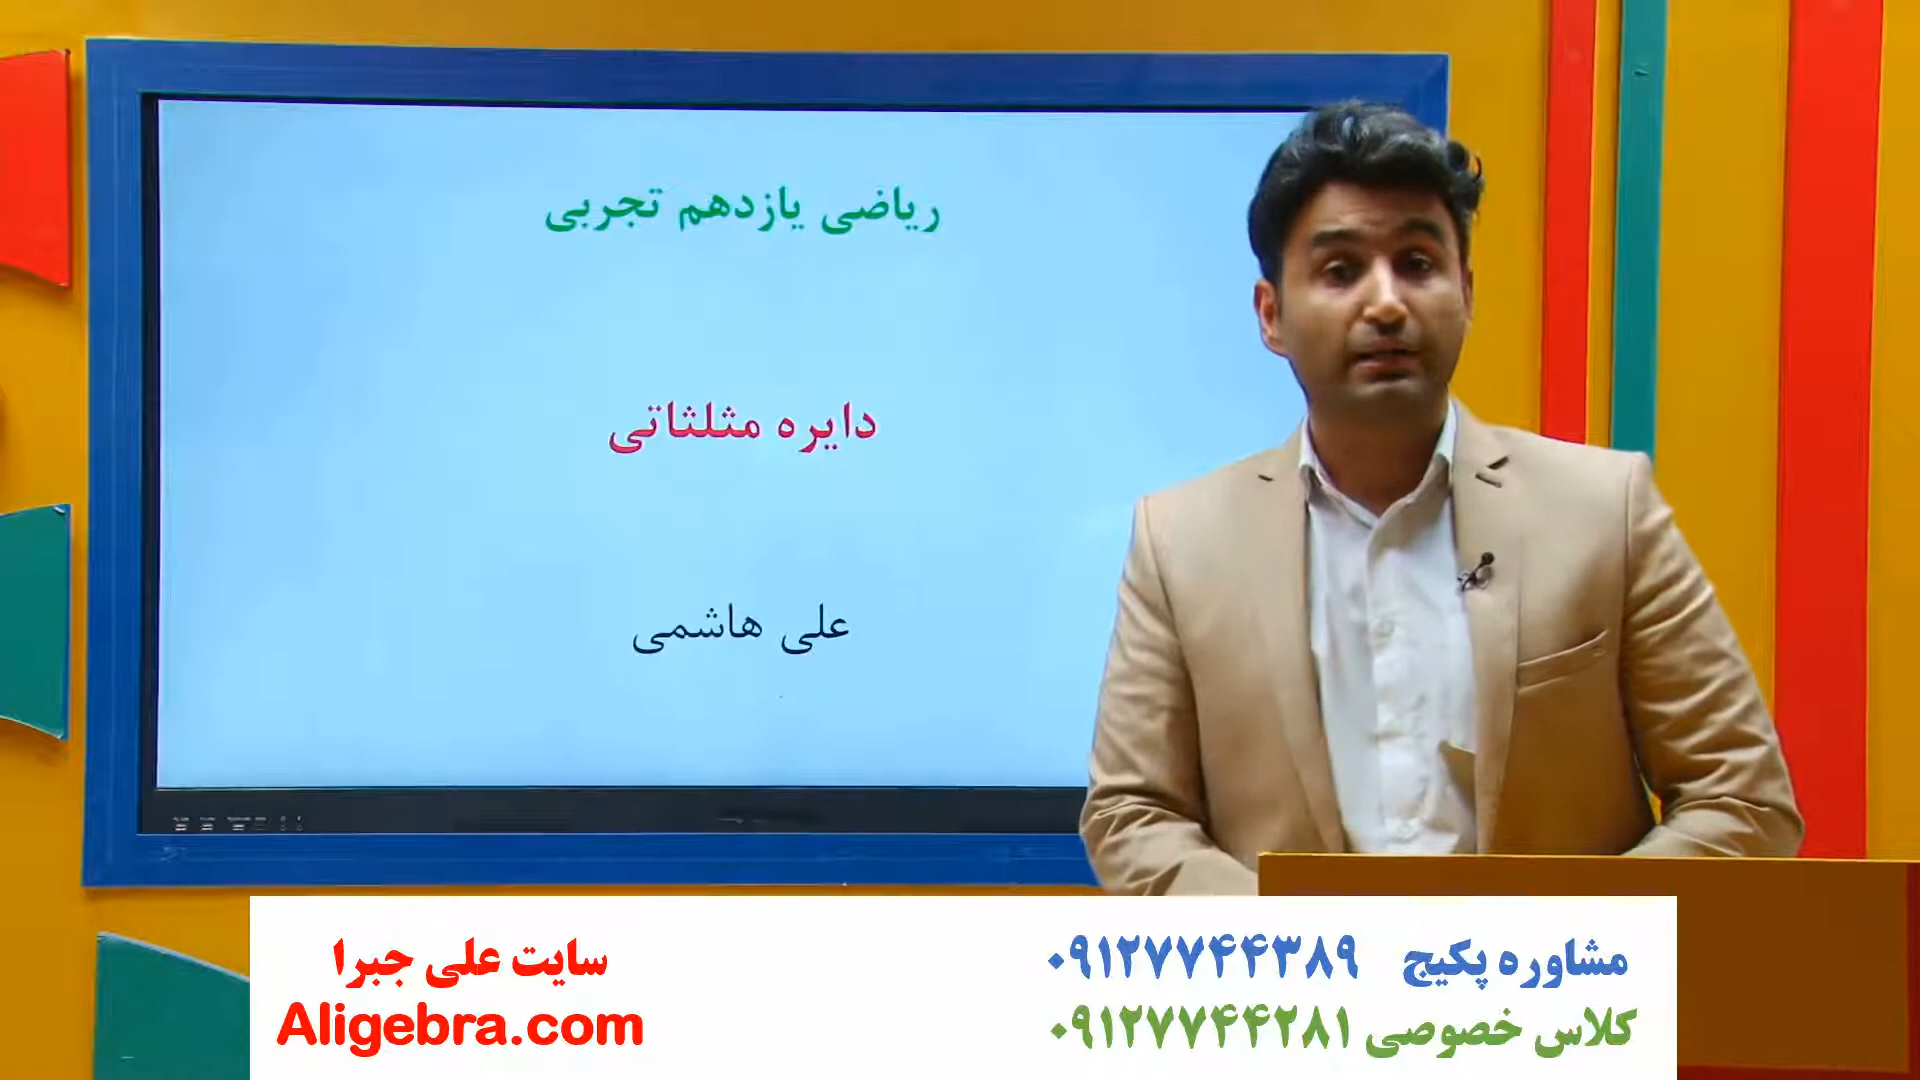 ریاضی یازدهم تجربی
دایره مثلثاتی
علی هاشمی
مشاوره پکیج ۰۹۱۲۷۷۴۴۳۸۹
کلاس خصوصی ۰۹۱۲۷۷۴۴۲۸۱
سایت علی جبرا
Aligebra.com